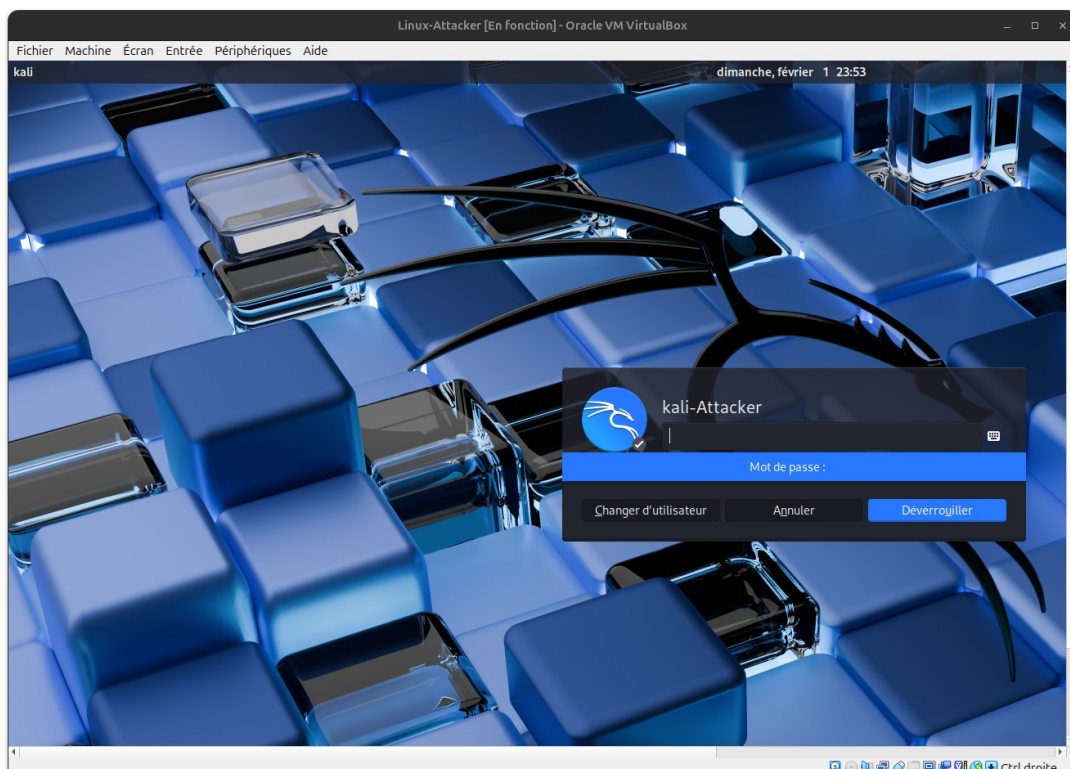 Linux-Attacker [En fonction] - Oracle VM VirtualBox
Fichier Machine Écran Entrée Périphériques Aide
kali dimanche, février 1 23:53
kali-Attacker
Mot de passe :
Changer d'utilisateur Annuler Déverrouiller
Ctrl droite